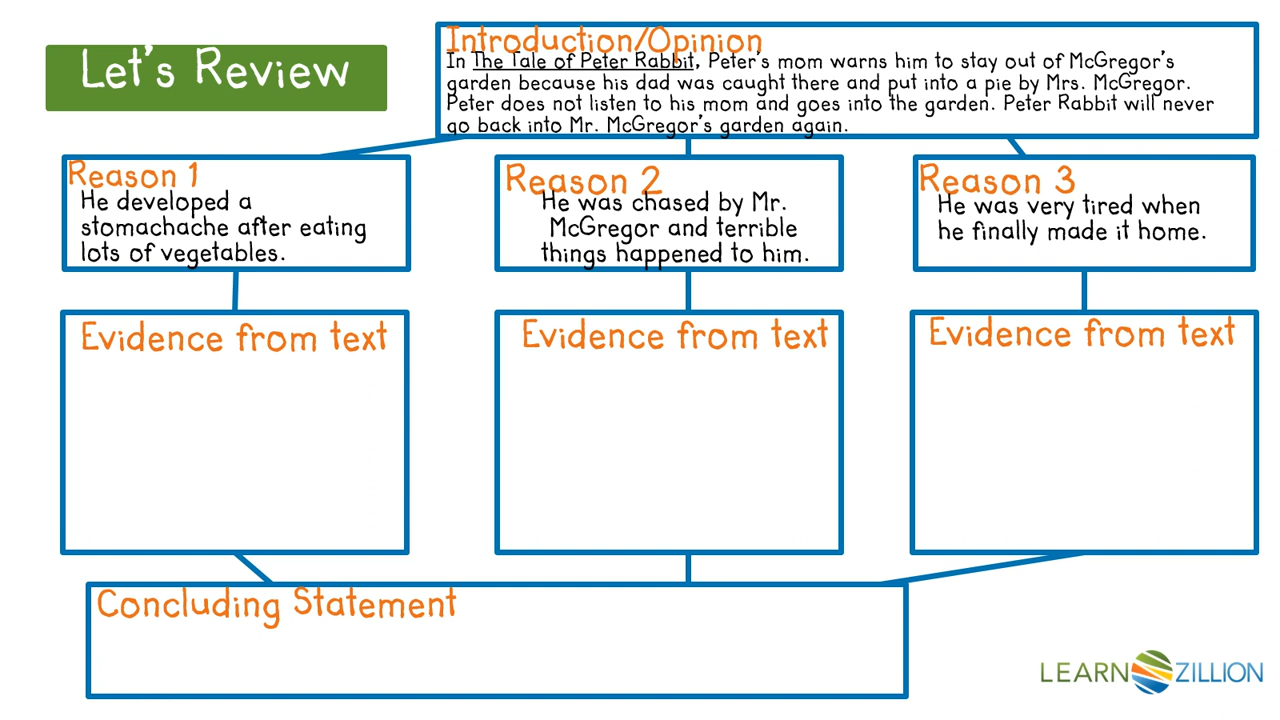 Let's Review
Introduction/Opinion
In The Tale of Peter Rabbit, Peter's mom warns him to stay out of McGregor's
garden because his dad was caught there and put into a pie by Mrs. McGregor.
Peter does not listen to his mom and goes into the garden. Peter Rabbit will never
go back into Mr. McGregor's garden again.
Reason 1
He developed a
stomachache after eating
lots of vegetables.
Reason 2
He was chased by Mr.
McGregor and terrible
things happened to him.
Reason 3
He was very tired when
he finally made it home.
Evidence from text
Evidence from text
Evidence from text
Concluding Statement
LEARN ZILLION